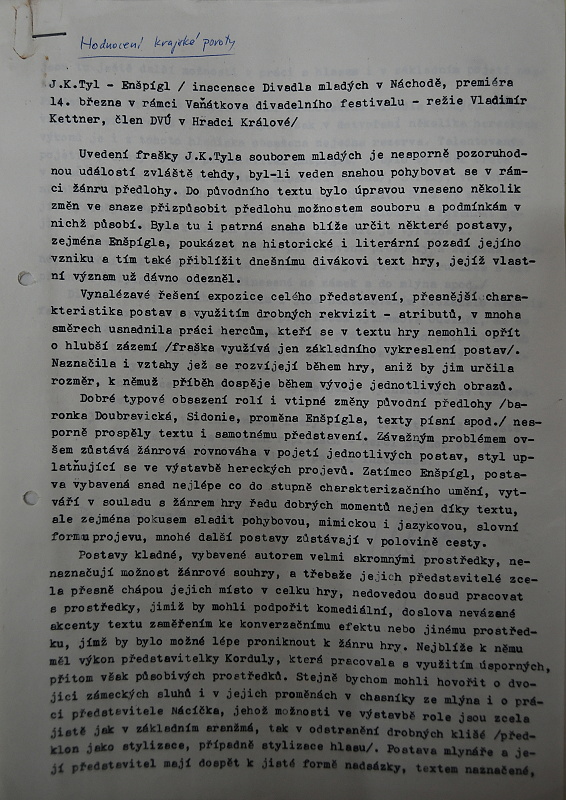 Hodnocení krajské poroty
J.K.Tyl - Enšpígl / inscenace Divadla mladých v Náchodě, premiéra
14. března v rámci Vaňátkova divadelního festivalu - režie Vladimír
Kettner, člen DVÚ v Hradci Králové/
Uvedení frašky J.K.Tyla souborem mladých je nesporně pozoruhod-
nou událostí zvláště tehdy, byl-li veden snahou pohybovat se v rám-
ci žánru předlohy. Do původního textu bylo úpravou vneseno několik
změn ve snaze přizpůsobit předlohu možnostem souboru a podmínkám v
nichž působí. Byla tu i patrná snaha blíže určit některé postavy,
zejména Enšpígla, poukázat na historické i literární pozadí jejího
vzniku a tím také přiblížit dnešnímu divákovi text hry, jejíž vlast-
ní význam už dávno odezněl.
Vynalézavé řešení expozice celého představení, přesnější chara-
kteristika postav s využitím drobných rekvizit - atributů, v mnoha
směrech usnadnila práci hercům, kteří se v textu hry nemohli opřít
o hlubší zázemí /fraška využívá jen základního vykreslení postav/.
Naznačila i vztahy jež se rozvíjejí během hry, aniž by jim určila
rozměr, k němuž příběh dospěje během vývoje jednotlivých obrazů.
Dobré typové obsazení rolí i vtipné změny původní předlohy /ba-
ronka Doubravická, Sidonie, proměna Enšpígla, texty písní apod./ nes-
porně prospěly textu i samotnému představení. Závažným problémem ov-
šem zůstává žánrová rovnováha v pojetí jednotlivých postav, styl up-
latňující se ve výstavbě hereckých projevů. Zatímco Enšpígl, posta-
va vybavená snad nejlépe co do stupně charakterizačního umění, vyt-
váří v souladu s žánrem hry řadu dobrých momentů nejen díky textu,
ale zejména pokusem sladit pohybovou, mimickou i jazykovou, slovní
formu projevu, mnohé další postavy zůstávají v polovině cesty.
Postavy kladné, vybavené autorem velmi skromnými prostředky, ne-
naznačují možnost žánrové souhry, a třebaže jejich představitelé zce-
la přesně chápou jejich místo v celku hry, nedovedou dosud pracovat
s prostředky, jimiž by mohli podpořit komediální, doslova nevázané
akcenty textu zaměřením ke konverzačnímu efektu nebo jinému prostřed-
ku, jímž by bylo možné lépe proniknout k žánru hry. Nejblíže k němu
měl výkon představitelky Korduly, která pracovala s využitím úsporných,
přitom však působivých prostředků. Stejně bychom mohli hovořit o dvo-
jici zámeckých sluhů i v jejich proměnách v chasníky ze mlýna i o prá-
ci představitele Nácíčka, jehož možnosti ve výstavbě role jsou zcela
jistě jak v základním aranžmá, tak v odstranění drobných klišé /před-
klon jako stylizace, případně stylizace hlasu/. Postava mlynáře a je-
jí představitel mají dospět k jisté formě nadsázky, textem naznačené,